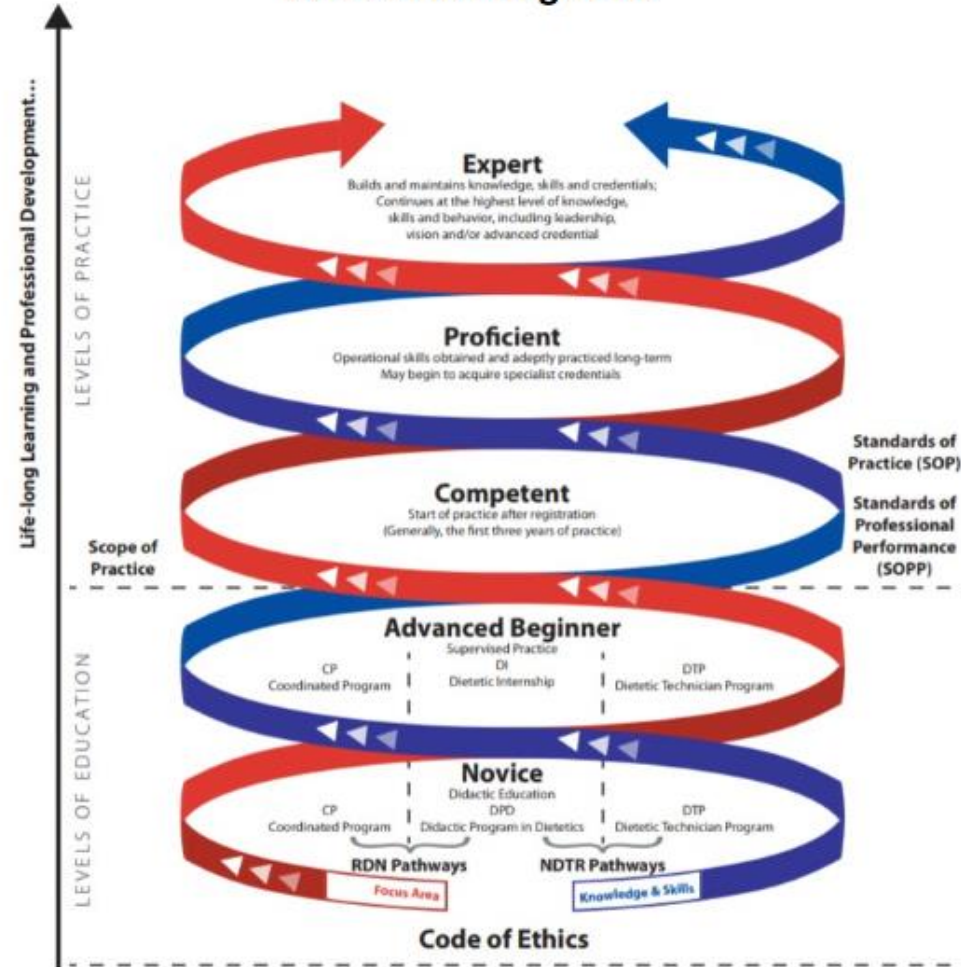 Life-long Learning and Professional Development...
LEVELS OF PRACTICE
Expert
Builds and maintains knowledge, skills and credentials;
Continues at the highest level of knowledge,
skills and behavior, including leadership,
vision and/or advanced credential
Proficient
Operational skills obtained and adeptly practiced long-term
May begin to acquire specialist credentials
Standards of
Practice (SOP)
Competent
Start of practice after registration
(Generally, the first three years of practice)
Standards of
Professional
Performance
(SOPP)
Scope of
Practice
LEVELS OF EDUCATION
Advanced Beginner
Supervised Practice
CP
Coordinated Program
DI
Dietetic Internship
DTP
Dietetic Technician Program
Novice
Didactic Education
CP
Coordinated Program
DPD
Didactic Program in Dietetics
DTP
Dietetic Technician Program
RDN Pathways
NDTR Pathways
Focus Area
Knowledge & Skills
Code of Ethics